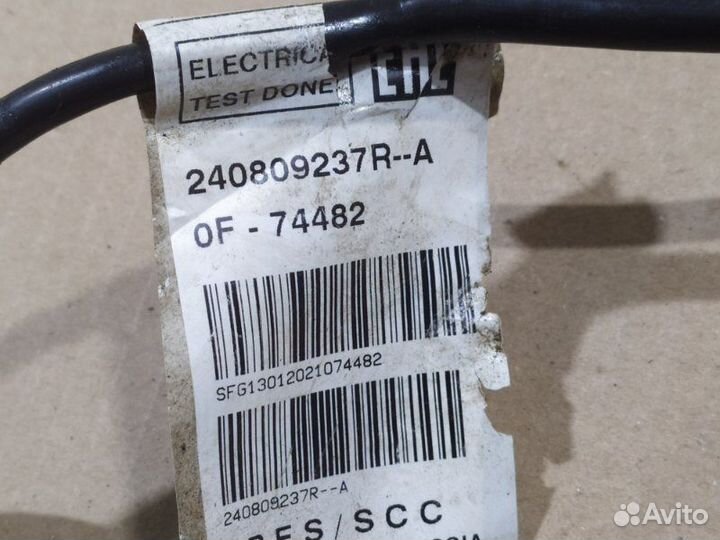 ELECTRICA
TEST DONE
240809237R--A
0F - 74482
SFG13012021074482
240809237R--A
RES/SCC
Avito